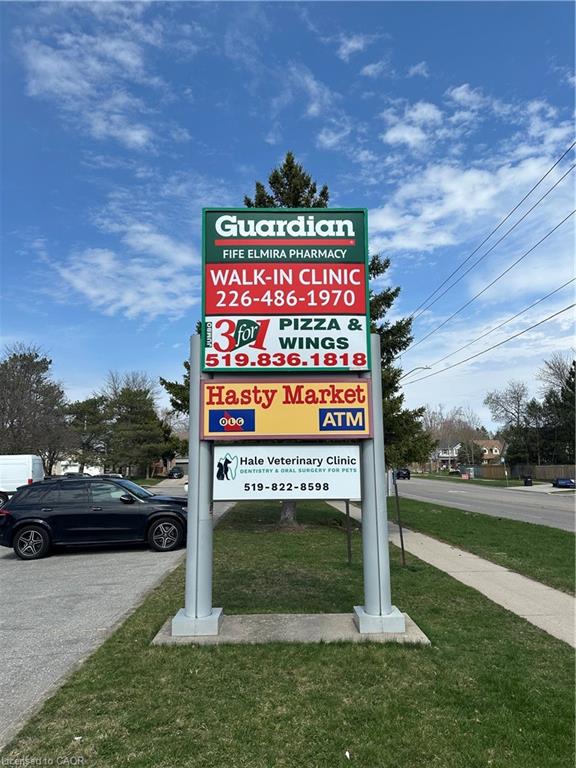 Guardian
FIFE ELMIRA PHARMACY
WALK-IN CLINIC
226-486-1970
JUMBO 3 for 1 PIZZA & WINGS
519.836.1818
Hasty Market
OLG ATM
Hale Veterinary Clinic
DENTISTRY & ORAL SURGERY FOR PETS
519-822-8598
Licensed to CAOR